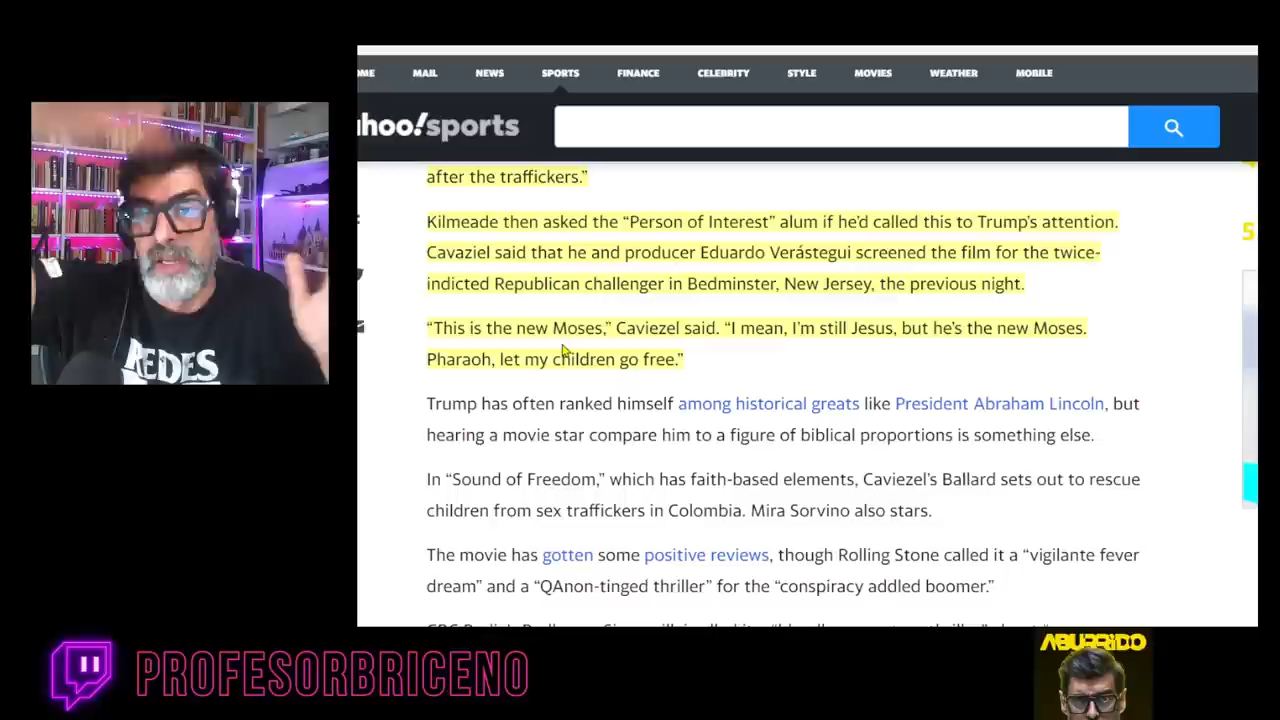 OME MAIL NEWS SPORTS FINANCE CELEBRITY STYLE MOVIES WEATHER MOBILE
ahoo!sports
after the traffickers.”
Kilmeade then asked the “Person of Interest” alum if he’d called this to Trump’s attention.
Cavaziel said that he and producer Eduardo Verástegui screened the film for the twice-
indicted Republican challenger in Bedminster, New Jersey, the previous night.
“This is the new Moses,” Caviezel said. “I mean, I’m still Jesus, but he’s the new Moses.
Pharaoh, let my children go free.”
Trump has often ranked himself among historical greats like President Abraham Lincoln, but
hearing a movie star compare him to a figure of biblical proportions is something else.
In “Sound of Freedom,” which has faith-based elements, Caviezel’s Ballard sets out to rescue
children from sex traffickers in Colombia. Mira Sorvino also stars.
The movie has gotten some positive reviews, though Rolling Stone called it a “vigilante fever
dream” and a “QAnon-tinged thriller” for the “conspiracy addled boomer.”
5
REDES
PROFESORBRICENO
ABURRIDO